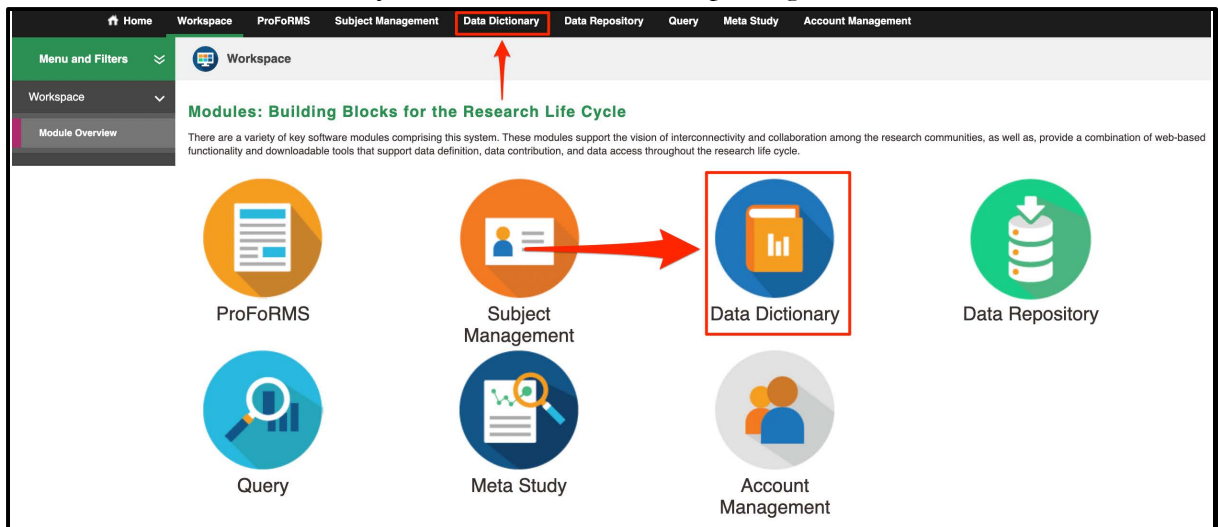 Home Workspace ProFoRMS Subject Management Data Dictionary Data Repository Query Meta Study Account Management
Menu and Filters
Workspace
Workspace
Module Overview
Modules: Building Blocks for the Research Life Cycle
There are a variety of key software modules comprising this system. These modules support the vision of interconnectivity and collaboration among the research communities, as well as, provide a combination of web-based
functionality and downloadable tools that support data definition, data contribution, and data access throughout the research life cycle.
ProFoRMS
Subject
Management
Data Dictionary
Data Repository
Query
Meta Study
Account
Management